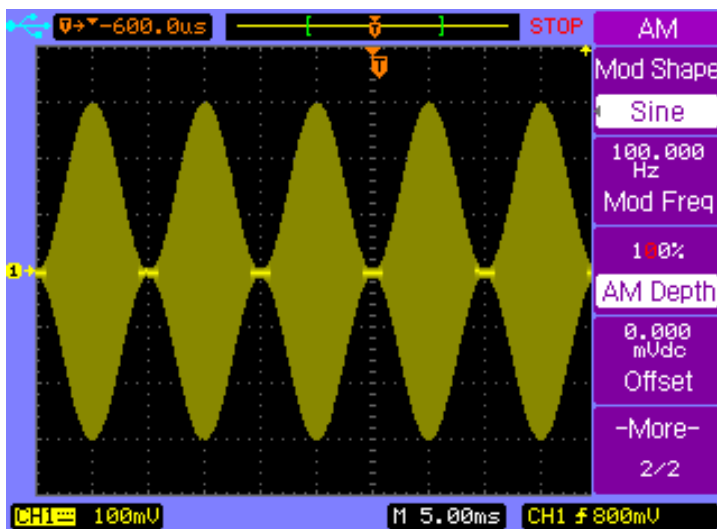 -600.0us
T
STOP
AM
T
Mod Shape
Sine
100.000
Hz
Mod Freq
1
100%
AM Depth
0.000
mVdc
Offset
-More-
2/2
CH1 100mV
M 5.00ms
CH1 800mV